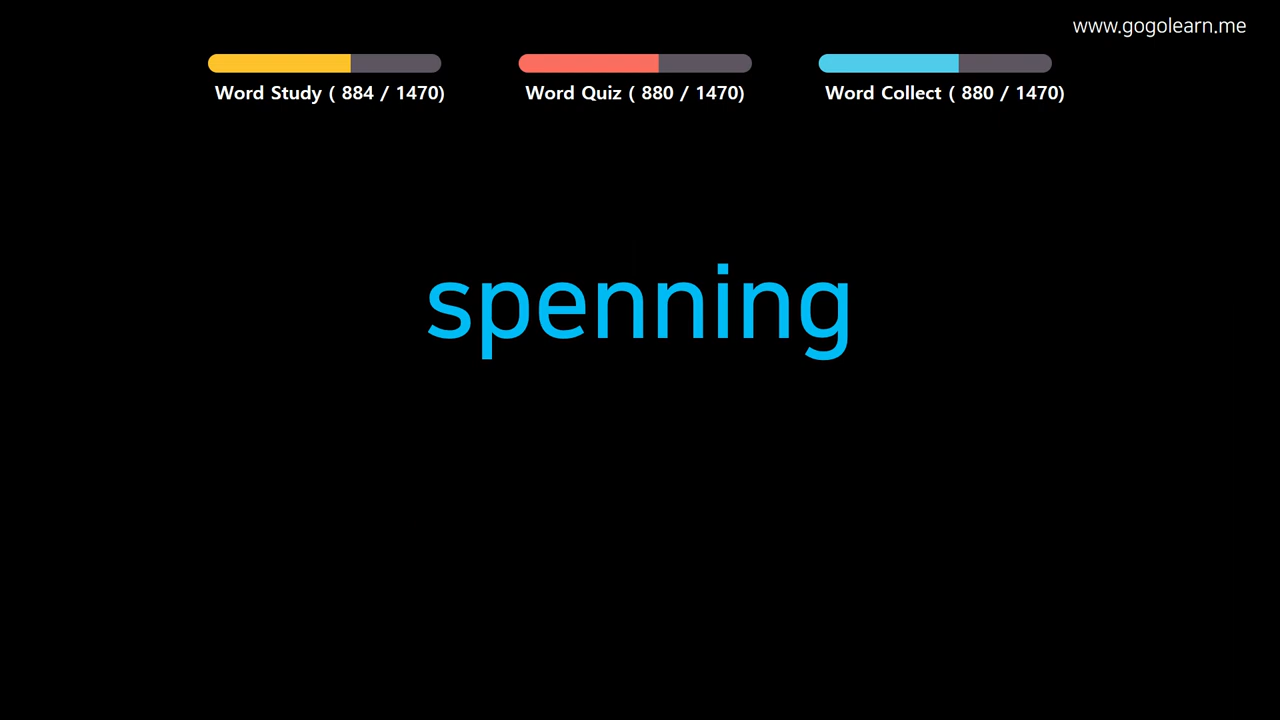 www.gogolearn.me
Word Study ( 884 / 1470)
Word Quiz ( 880 / 1470)
Word Collect ( 880 / 1470)
spenning